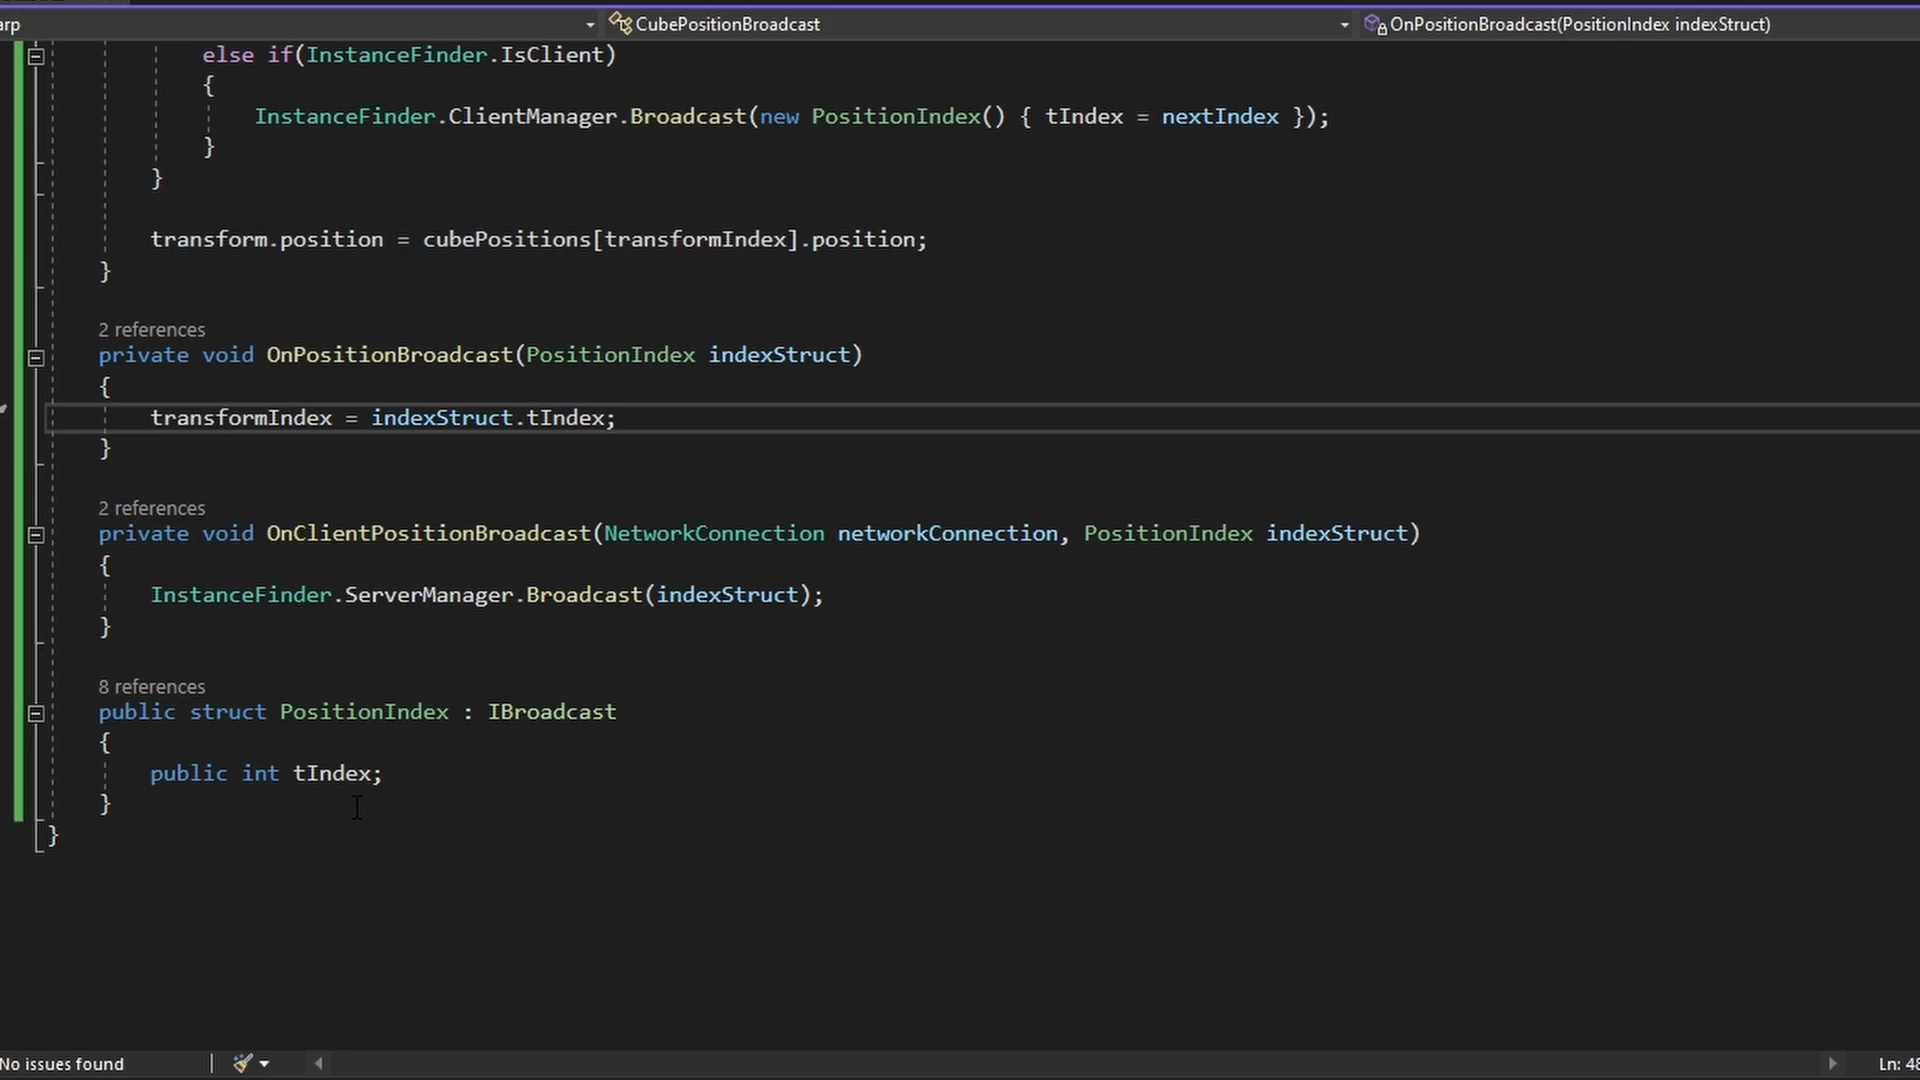 arp CubePositionBroadcast OnPositionBroadcast(PositionIndex indexStruct)
else if(InstanceFinder.IsClient)
{
InstanceFinder.ClientManager.Broadcast(new PositionIndex() { tIndex = nextIndex });
}
}
transform.position = cubePositions[transformIndex].position;
}
2 references
private void OnPositionBroadcast(PositionIndex indexStruct)
{
transformIndex = indexStruct.tIndex;
}
2 references
private void OnClientPositionBroadcast(NetworkConnection networkConnection, PositionIndex indexStruct)
{
InstanceFinder.ServerManager.Broadcast(indexStruct);
}
8 references
public struct PositionIndex : IBroadcast
{
public int tIndex;
}
}
No issues found Ln: 48